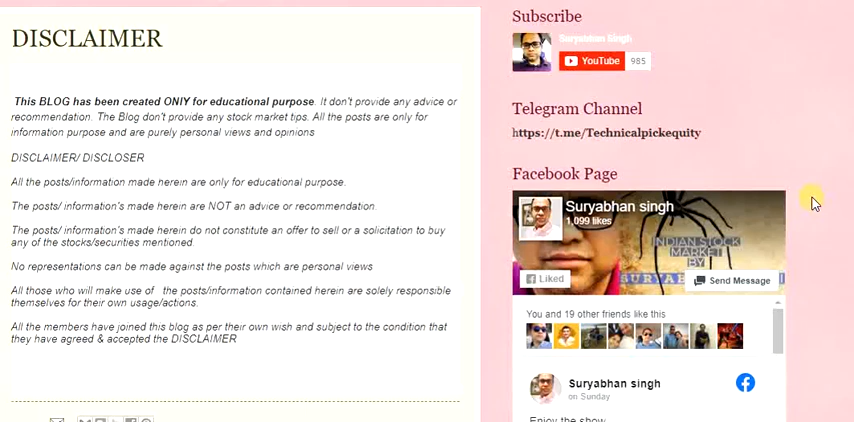 DISCLAIMER
This BLOG has been created ONlY for educational purpose. It don't provide any advice or
recommendation. The Blog don't provide any stock market tips. All the posts are only for
information purpose and are purely personal views and opinions
DISCLAIMER/ DISCLOSER
All the posts/information made herein are only for educational purpose.
The posts/ information's made herein are NOT an advice or recommendation.
The posts/ information's made herein do not constitute an offer to sell or a solicitation to buy
any of the stocks/securities mentioned.
No representations can be made against the posts which are personal views
All those who will make use of the posts/information contained herein are solely responsible
themselves for their own usage/actions.
All the members have joined this blog as per their own wish and subject to the condition that
they have agreed & accepted the DISCLAIMER
Subscribe
Suryabhan Singh
YouTube 985
Telegram Channel
https://t.me/Technicalpickequity
Facebook Page
Suryabhan singh
1,099 likes
INDIAN STOCK
MARKET
BY
Liked
Send Message
You and 19 other friends like this
Suryabhan singh
on Sunday
Enjoy the show